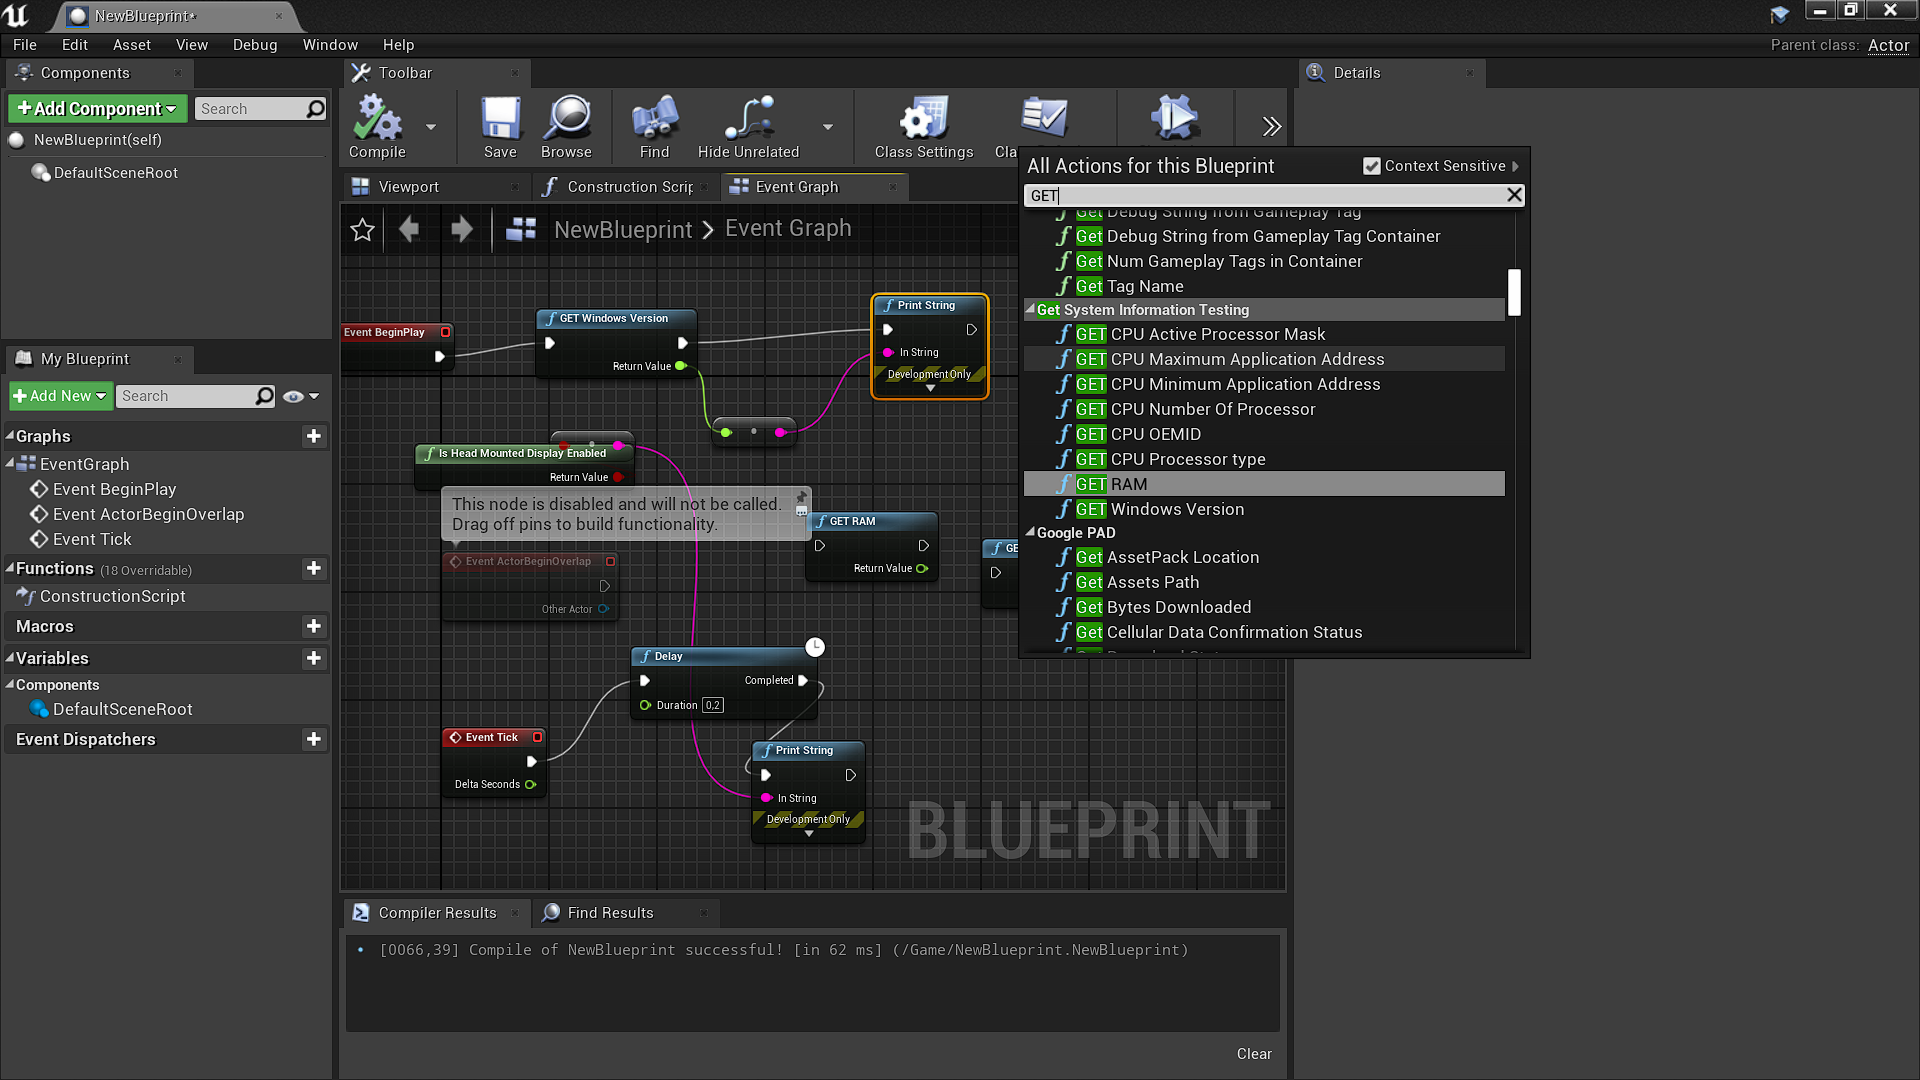 NewBlueprint*
File Edit Asset View Debug Window Help
Parent class: Actor
Components
Add Component
Search
NewBlueprint(self)
DefaultSceneRoot
My Blueprint
Add New
Search
Graphs
EventGraph
Event BeginPlay
Event ActorBeginOverlap
Event Tick
Functions (18 Overridable)
ConstructionScript
Macros
Variables
Components
DefaultSceneRoot
Event Dispatchers
Toolbar
Compile
Save
Browse
Find
Hide Unrelated
Class Settings
Cla
Viewport
Construction Scrip
Event Graph
NewBlueprint > Event Graph
Event BeginPlay
GET Windows Version
Return Value
Print String
In String
Development Only
Is Head Mounted Display Enabled
Return Value
This node is disabled and will not be called.
Drag off pins to build functionality.
Event ActorBeginOverlap
Other Actor
GET RAM
Return Value
GE
Delay
Completed
Duration 0,2
Event Tick
Delta Seconds
Print String
In String
Development Only
BLUEPRINT
Compiler Results
Find Results
[0066,39] Compile of NewBlueprint successful! [in 62 ms] (/Game/NewBlueprint.NewBlueprint)
Clear
Details
All Actions for this Blueprint
Context Sensitive
GET
Get Debug String from Gameplay Tag
Get Debug String from Gameplay Tag Container
Get Num Gameplay Tags in Container
Get Tag Name
Get System Information Testing
GET CPU Active Processor Mask
GET CPU Maximum Application Address
GET CPU Minimum Application Address
GET CPU Number Of Processor
GET CPU OEMID
GET CPU Processor type
GET RAM
GET Windows Version
Google PAD
Get AssetPack Location
Get Assets Path
Get Bytes Downloaded
Get Cellular Data Confirmation Status